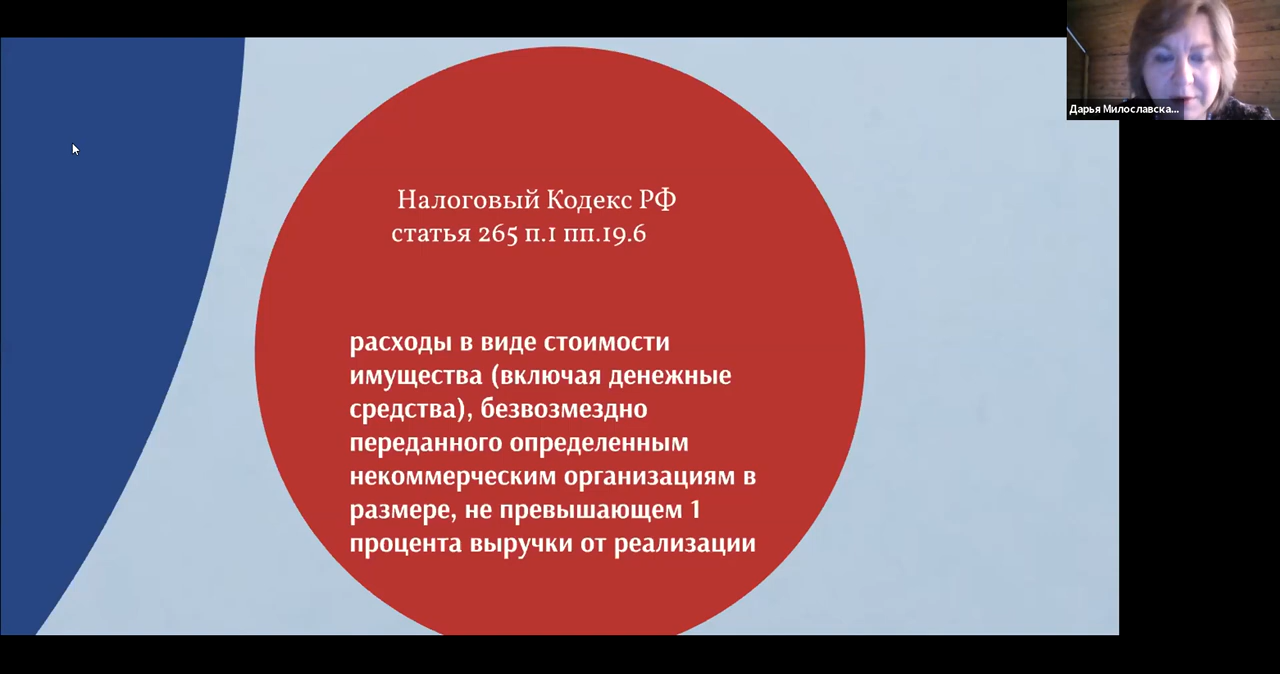 Дарья Милославска...
Налоговый Кодекс РФ
статья 265 п.1 пп.19.6
расходы в виде стоимости
имущества (включая денежные
средства), безвозмездно
переданного определенным
некоммерческим организациям в
размере, не превышающем 1
процента выручки от реализации